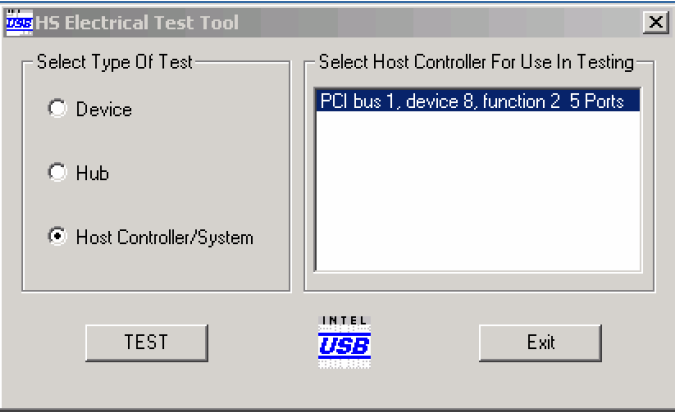 USB HS Electrical Test Tool
Select Type Of Test
Device
Hub
Host Controller/System
Select Host Controller For Use In Testing
PCI bus 1, device 8, function 2 5 Ports
TEST
INTEL
USB
Exit